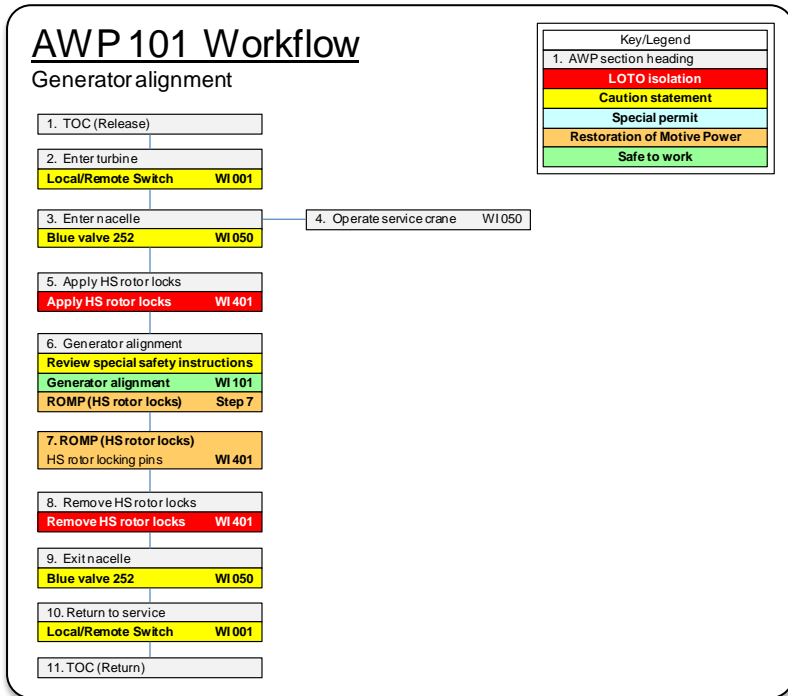 AWP 101 Workflow
Generator alignment
Key/Legend
1. AWP section heading
LOTO isolation
Caution statement
Special permit
Restoration of Motive Power
Safe to work
1. TOC (Release)
2. Enter turbine
Local/Remote Switch WI 001
3. Enter nacelle
Blue valve 252 WI 050
4. Operate service crane WI 050
5. Apply HS rotor locks
Apply HS rotor locks WI 401
6. Generator alignment
Review special safety instructions
Generator alignment WI 101
ROMP (HS rotor locks) Step 7
7. ROMP (HS rotor locks)
HS rotor locking pins WI 401
8. Remove HS rotor locks
Remove HS rotor locks WI 401
9. Exit nacelle
Blue valve 252 WI 050
10. Return to service
Local/Remote Switch WI 001
11. TOC (Return)